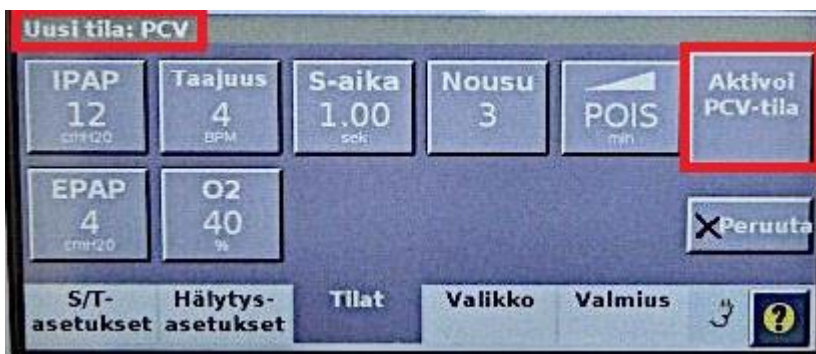 Uusi tila: PCV
IPAP
12
cmH2O
Taajuus
4
BPM
S-aika
1.00
sek
Nousu
3
POIS
min
Aktivoi
PCV-tila
EPAP
4
cmH2O
O2
40
%
Peruuta
S/T-
asetukset
Hälytys-
asetukset
Tilat
Valikko
Valmius
?